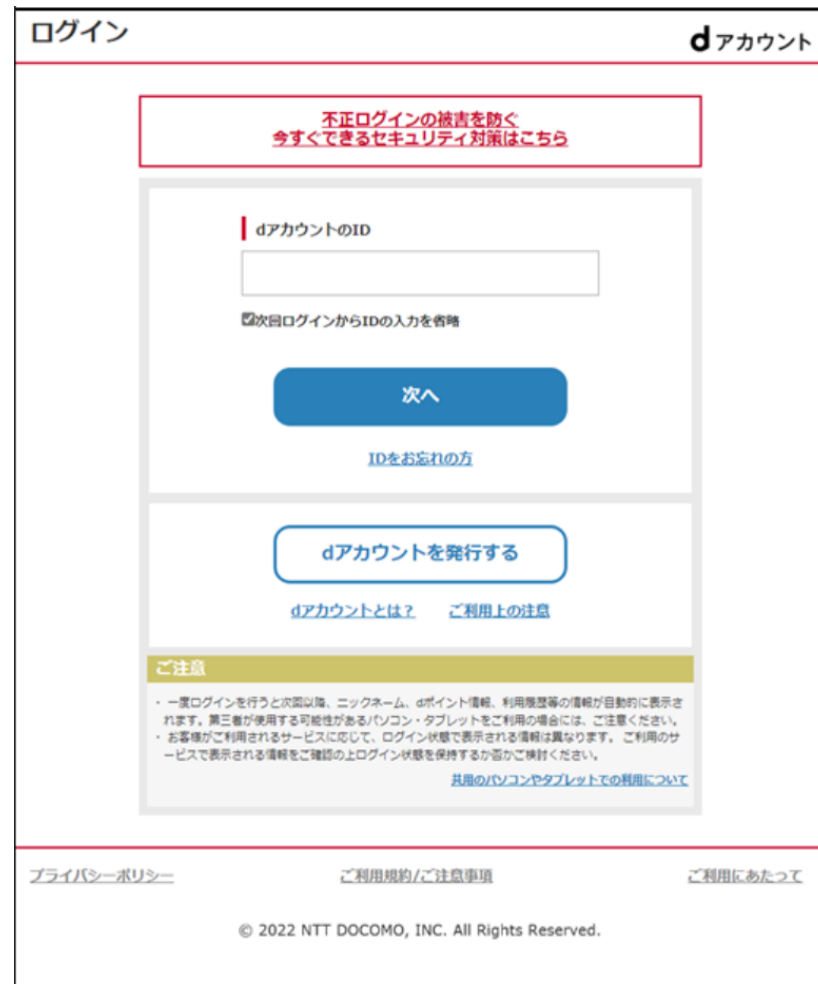 ログイン
dアカウント
不正ログインの被害を防ぐ
今すぐできるセキュリティ対策はこちら
dアカウントのID
次回ログインからIDの入力を省略
次へ
IDをお忘れの方
dアカウントを発行する
dアカウントとは？ ご利用上の注意
ご注意
・ 一度ログインを行うと次回以降、ニックネーム、dポイント情報、利用履歴等の情報が自動的に表示さ
れます。第三者が使用する可能性があるパソコン・タブレットをご利用の場合には、ご注意ください。
・ お客様がご利用されるサービスに応じて、ログイン状態で表示される情報は異なります。 ご利用のサ
ービスで表示される情報をご確認の上ログイン状態を保持するか否かご検討ください。
共用のパソコンやタブレットでの利用について
プライバシーポリシー ご利用規約/ご注意事項 ご利用にあたって
© 2022 NTT DOCOMO, INC. All Rights Reserved.